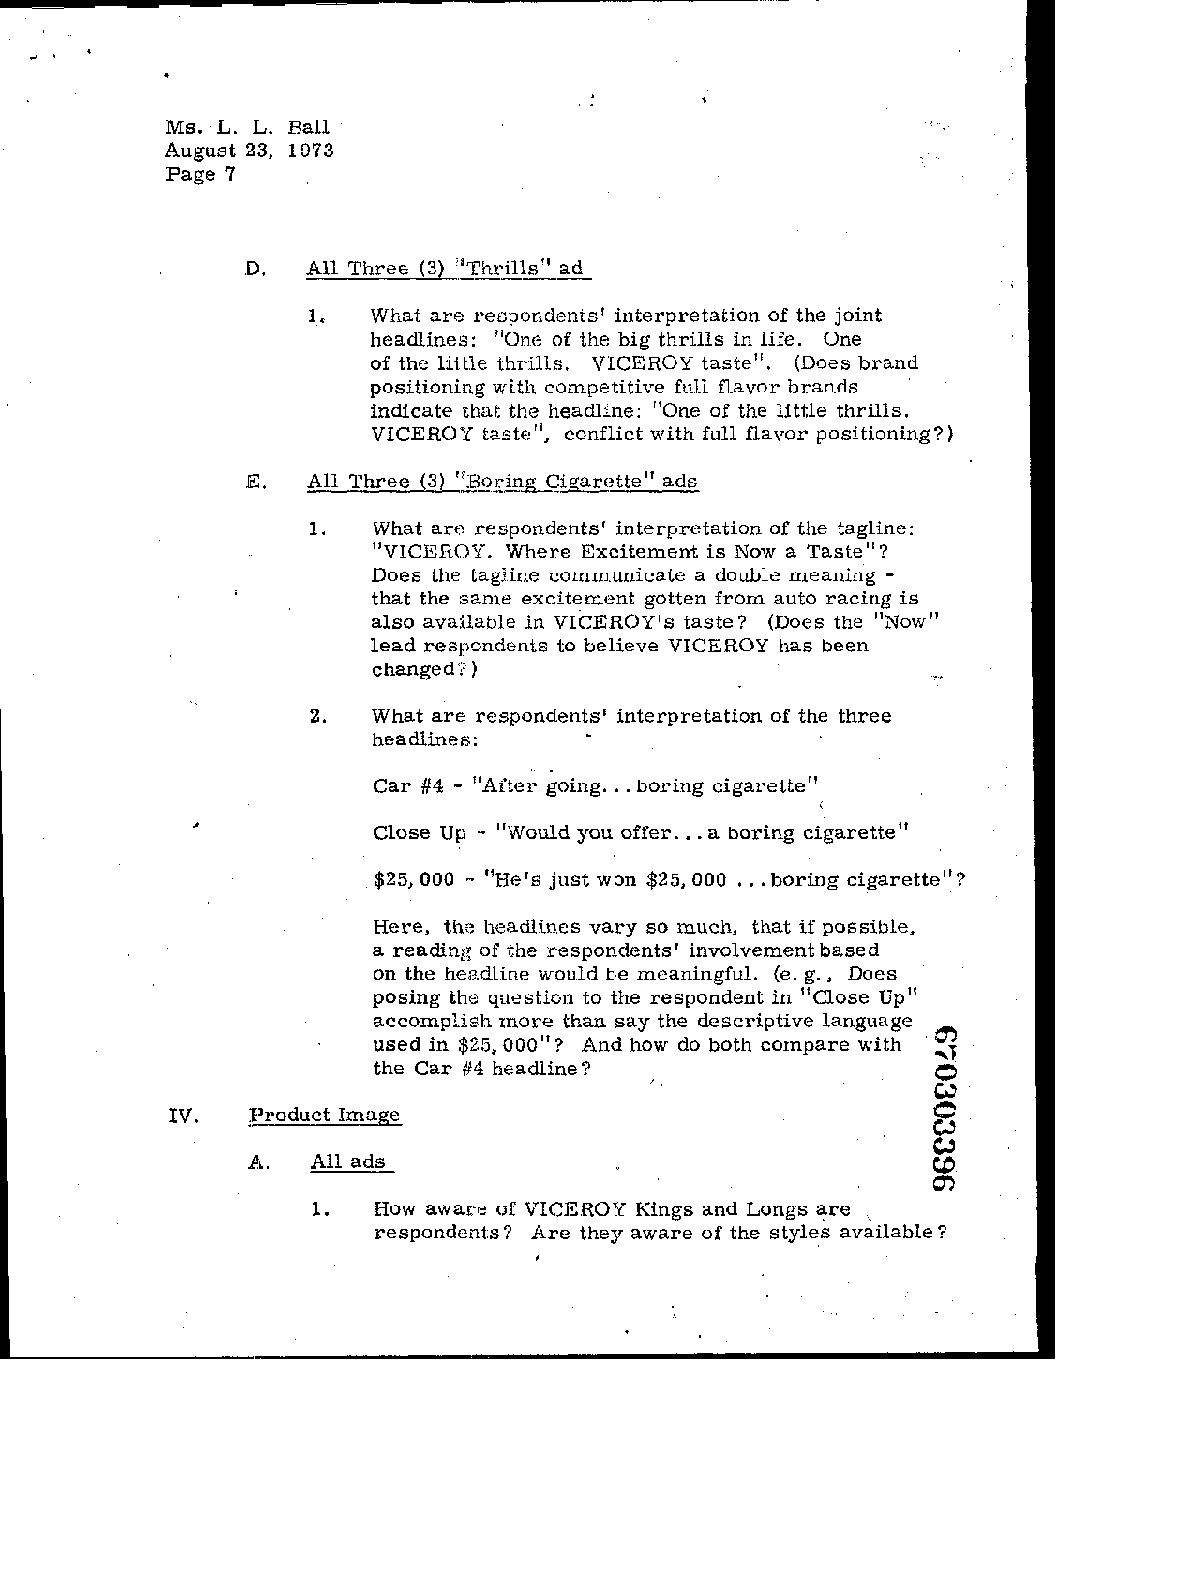 Ms. L. L. Ball
August 23, 1973
Page 7
D. All Three (3) "Thrills" ad
1. What are respondents' interpretation of the joint
headlines: "One of the big thrills in life. One
of the little thrills. VICEROY taste". (Does brand
positioning with competitive full flavor brands
indicate that the headline: "One of the little thrills.
VICEROY taste", conflict with full flavor positioning?)
E. All Three (3) "Boring Cigarette" ads
1. What are respondents' interpretation of the tagline:
"VICEROY. Where Excitement is Now a Taste"?
Does the tagline communicate a double meaning -
that the same excitement gotten from auto racing is
also available in VICEROY's taste? (Does the "Now"
lead respondents to believe VICEROY has been
changed?)
2. What are respondents' interpretation of the three
headlines:
Car #4 - "After going...boring cigarette"
Close Up - "Would you offer...a boring cigarette"
$25,000 - "He's just won $25,000 ...boring cigarette"?
Here, the headlines vary so much, that if possible,
a reading of the respondents' involvement based
on the headline would be meaningful. (e.g., Does
posing the question to the respondent in "Close Up"
accomplish more than say the descriptive language
used in $25,000"? And how do both compare with
the Car #4 headline?
IV. Product Image
A. All ads
1. How aware of VICEROY Kings and Longs are
respondents? Are they aware of the styles available?
670303396